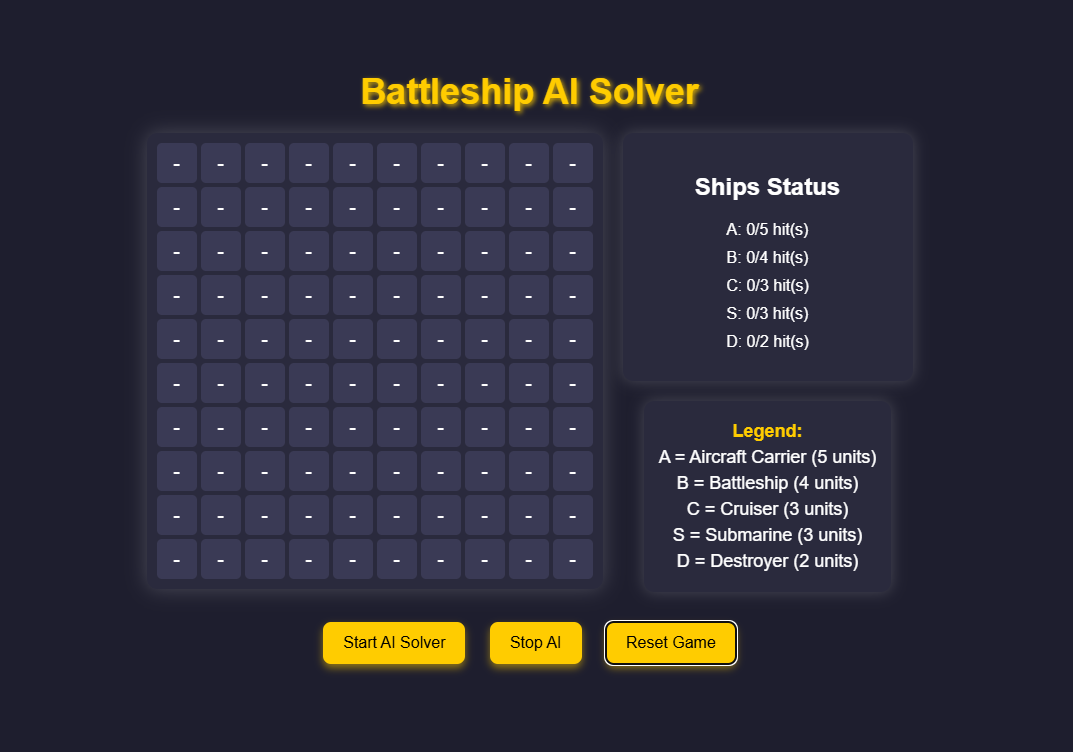 Battleship AI Solver
- - - - - - - - - -
- - - - - - - - - -
- - - - - - - - - -
- - - - - - - - - -
- - - - - - - - - -
- - - - - - - - - -
- - - - - - - - - -
- - - - - - - - - -
- - - - - - - - - -
- - - - - - - - - -
Ships Status
A: 0/5 hit(s)
B: 0/4 hit(s)
C: 0/3 hit(s)
S: 0/3 hit(s)
D: 0/2 hit(s)
Legend:
A = Aircraft Carrier (5 units)
B = Battleship (4 units)
C = Cruiser (3 units)
S = Submarine (3 units)
D = Destroyer (2 units)
Start AI Solver
Stop AI
Reset Game